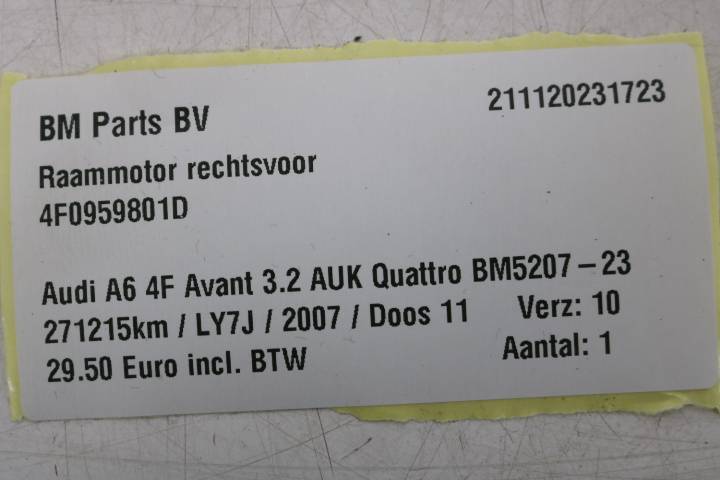 BM Parts BV 211120231723
Raammotor rechtsvoor
4F0959801D
Audi A6 4F Avant 3.2 AUK Quattro BM5207-23
271215km / LY7J / 2007 / Doos 11 Verz: 10
29.50 Euro incl. BTW Aantal: 1